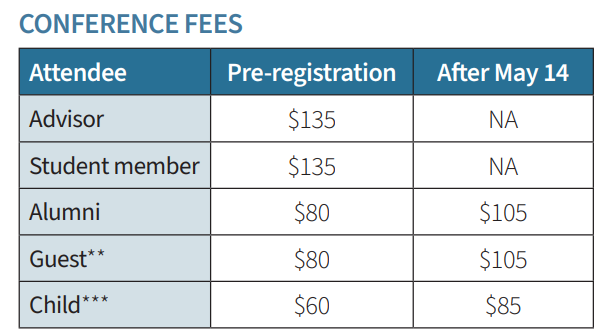 CONFERENCE FEES
Attendee Pre-registration After May 14
Advisor $135 NA
Student member $135 NA
Alumni $80 $105
Guest** $80 $105
Child*** $60 $85